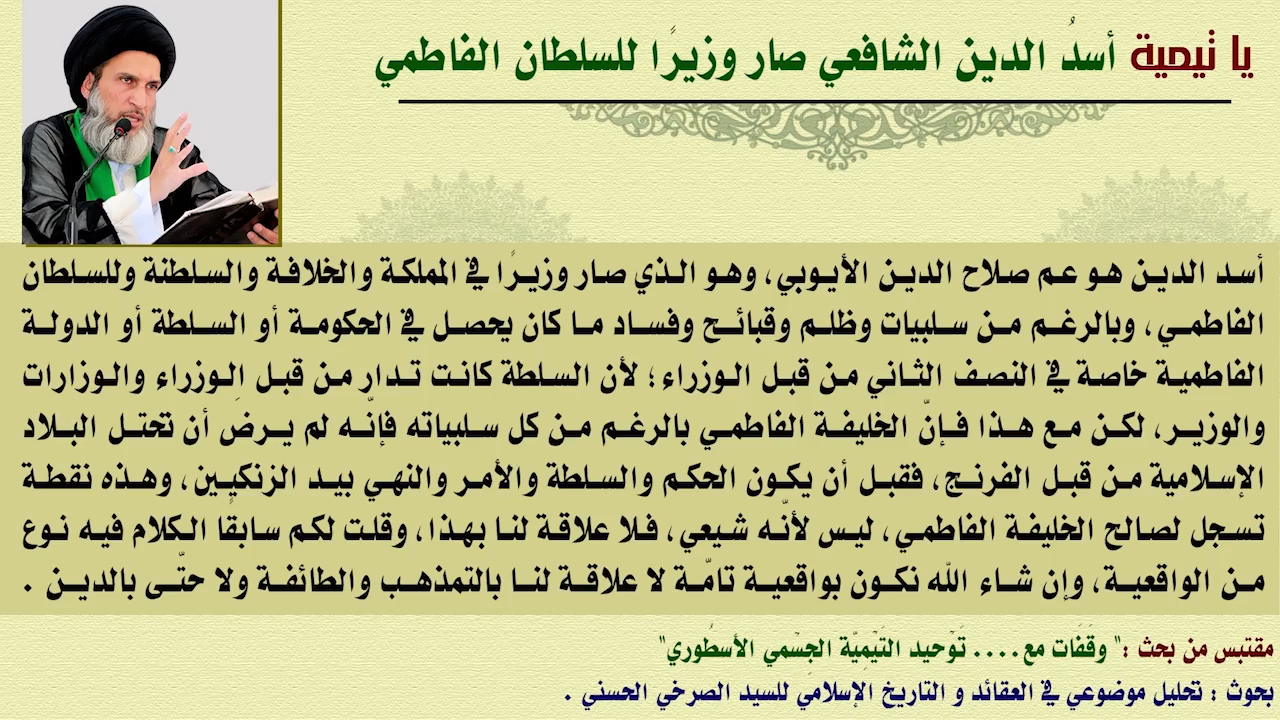 يا تيمية أسدُ الدين الشافعي صار وزيرًا للسلطان الفاطمي
أسد الدين هو عم صلاح الدين الأيوبي، وهو الذي صار وزيرًا في المملكة والخلافة والسلطنة وللسلطان
الفاطمي، وبالرغم من سلبيات وظلم وقبائح وفساد ما كان يحصل في الحكومة أو السلطة أو الدولة
الفاطمية خاصة في النصف الثاني من قبل الوزراء؛ لأن السلطة كانت تدار من قبل الوزراء والوزارات
والوزير، لكن مع هذا فإنّ الخليفة الفاطمي بالرغم من كل سلبياته فإنّه لم يرضَ أن تحتل البلاد
الإسلامية من قبل الفرنج، فقبل أن يكون الحكم والسلطة والأمر والنهي بيد الزنكيين، وهذه نقطة
تسجل لصالح الخليفة الفاطمي، ليس لأنّه شيعي، فلا علاقة لنا بهذا، وقلت لكم سابقًا الكلام فيه نوع
من الواقعية، وإن شاء الله نكون بواقعية تامّة لا علاقة لنا بالتمذهب والطائفة ولا حتّى بالدين .
مقتبس من بحث :" وقَفَات مع.... تَوْحيد التَيْمِيّة الجِسْمي الأسطُوري"
بحوث : تحليل موضوعي في العقائد و التاريخ الإسلامي للسيد الصرخي الحسني .